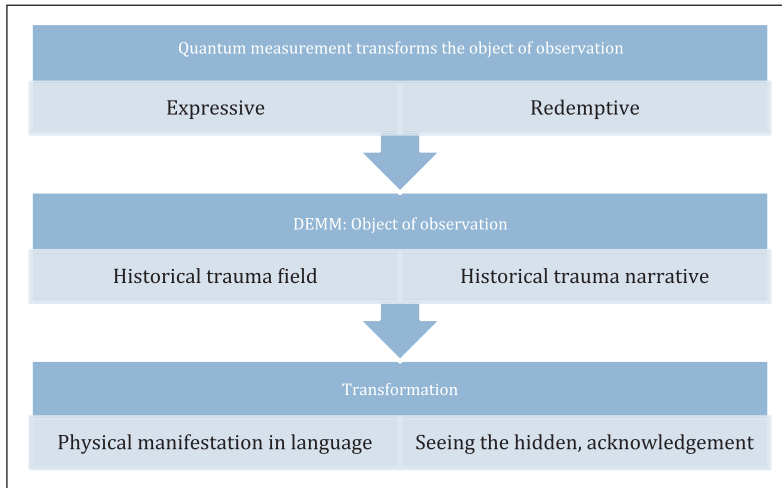 Quantum measurement transforms the object of observation
Expressive Redemptive
DEMM: Object of observation
Historical trauma field Historical trauma narrative
Transformation
Physical manifestation in language Seeing the hidden, acknowledgement